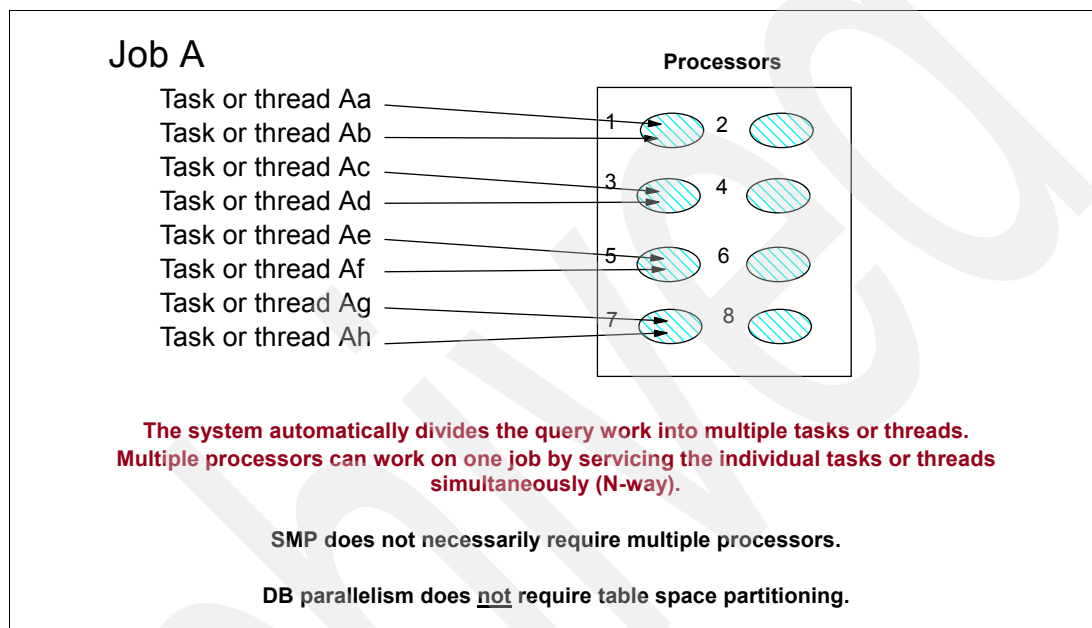 Job A
Processors
Task or thread Aa
Task or thread Ab
Task or thread Ac
Task or thread Ad
Task or thread Ae
Task or thread Af
Task or thread Ag
Task or thread Ah
1 2
3 4
5 6
7 8
The system automatically divides the query work into multiple tasks or threads.
Multiple processors can work on one job by servicing the individual tasks or threads
simultaneously (N-way).
SMP does not necessarily require multiple processors.
DB parallelism does not require table space partitioning.